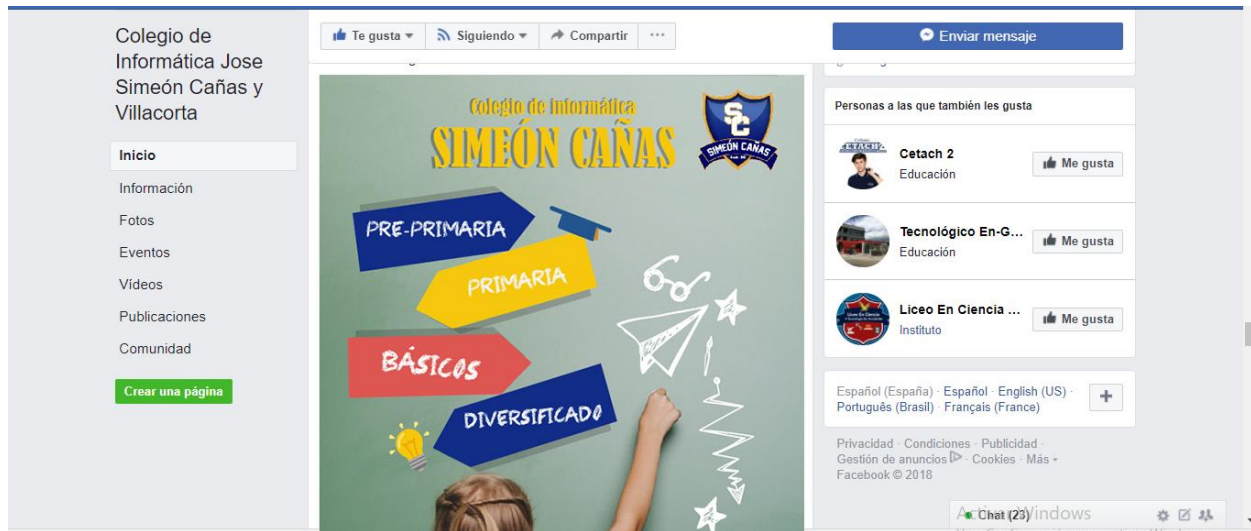 Colegio de
Informática Jose
Simeón Cañas y
Villacorta
Inicio
Información
Fotos
Eventos
Vídeos
Publicaciones
Comunidad
Crear una página
Te gusta
Siguiendo
Compartir
Enviar mensaje
Colegio de informática
SIMEÓN CAÑAS
SC
SIMEÓN CAÑAS
PRE-PRIMARIA
PRIMARIA
BÁSICOS
DIVERSIFICADO
Personas a las que también les gusta
CETACH 2
Cetach 2
Educación
Me gusta
Tecnológico En-G...
Educación
Me gusta
Liceo En Ciencia ...
Instituto
Me gusta
Español (España) · Español · English (US) ·
Português (Brasil) · Français (France)
Privacidad · Condiciones · Publicidad ·
Gestión de anuncios · Cookies · Más
Facebook © 2018
Chat (23)
Windows